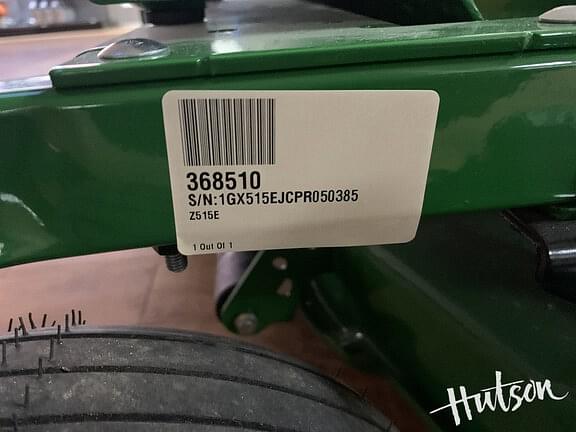 368510
S/N:1GX515EJCPR050385
Z515E
1 Out Of 1
Hutson